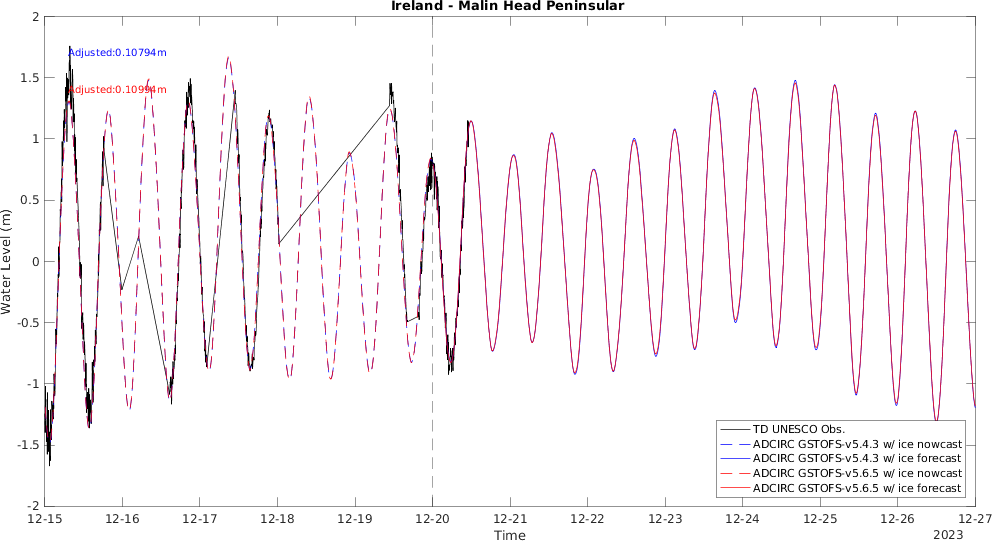 Ireland - Malin Head Peninsular
Adjusted:0.10794m
Adjusted:0.10994m
Water Level (m)
2
1.5
1
0.5
0
-0.5
-1
-1.5
-2
TD UNESCO Obs.
ADCIRC GSTOFS-v5.4.3 w/ ice nowcast
ADCIRC GSTOFS-v5.4.3 w/ ice forecast
ADCIRC GSTOFS-v5.6.5 w/ ice nowcast
ADCIRC GSTOFS-v5.6.5 w/ ice forecast
12-15 12-16 12-17 12-18 12-19 12-20 12-21 12-22 12-23 12-24 12-25 12-26 12-27
Time
2023